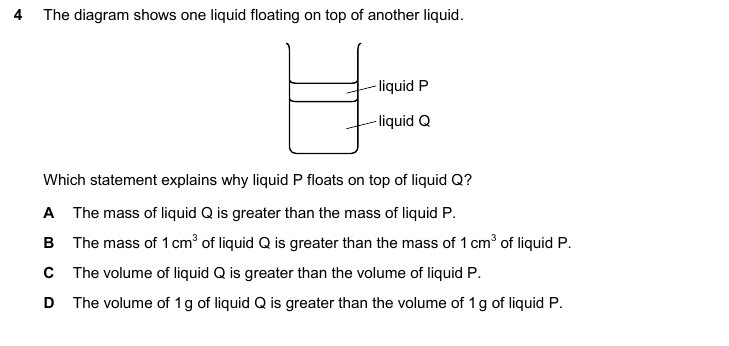 4 The diagram shows one liquid floating on top of another liquid.
liquid P
liquid Q
Which statement explains why liquid P floats on top of liquid Q?
A The mass of liquid Q is greater than the mass of liquid P.
B The mass of 1 cm³ of liquid Q is greater than the mass of 1 cm³ of liquid P.
C The volume of liquid Q is greater than the volume of liquid P.
D The volume of 1 g of liquid Q is greater than the volume of 1 g of liquid P.